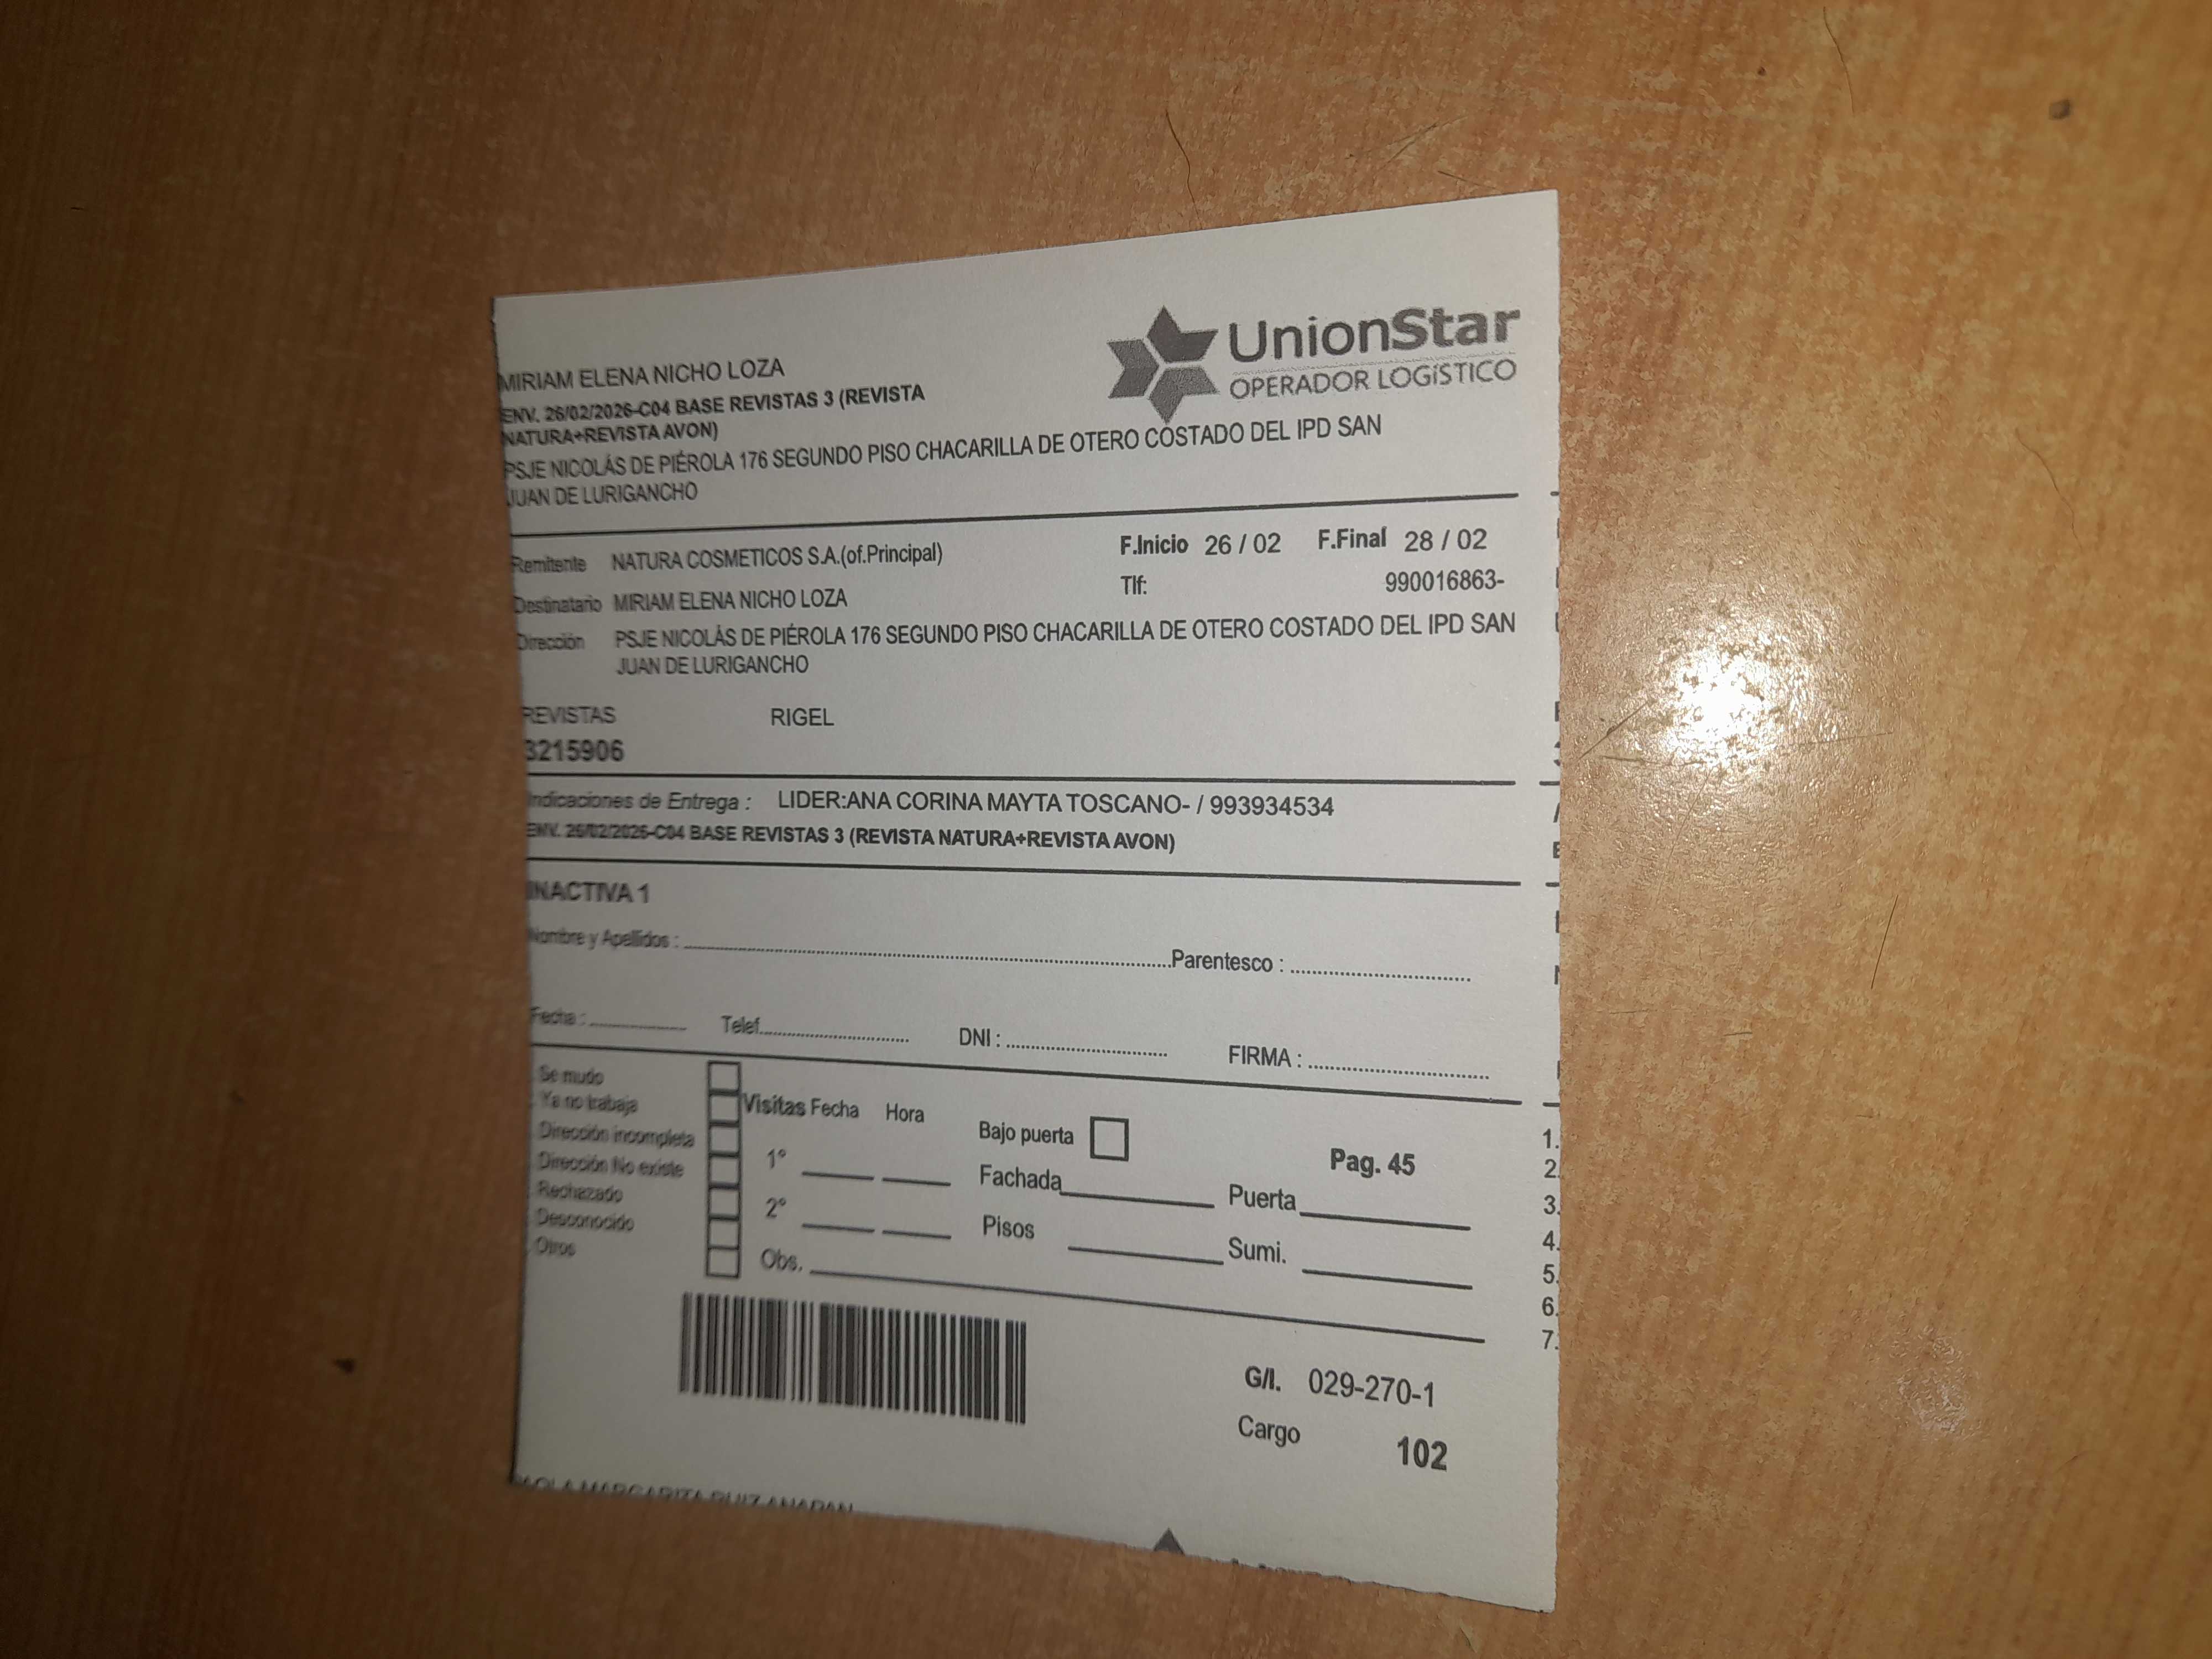 MIRIAM ELENA NICHO LOZA
UnionStar
OPERADOR LOGÍSTICO
ENV. 26/02/2026-C04 BASE REVISTAS 3 (REVISTA
NATURA+REVISTA AVON)
PSJE NICOLÁS DE PIÉROLA 176 SEGUNDO PISO CHACARILLA DE OTERO COSTADO DEL IPD SAN
JUAN DE LURIGANCHO
Remitente NATURA COSMETICOS S.A.(of.Principal)
F.Inicio 26 / 02 F.Final 28 / 02
Destinatario MIRIAM ELENA NICHO LOZA
Tlf: 990016863-
Dirección PSJE NICOLÁS DE PIÉROLA 176 SEGUNDO PISO CHACARILLA DE OTERO COSTADO DEL IPD SAN
JUAN DE LURIGANCHO
REVISTAS RIGEL
3215906
Indicaciones de Entrega : LIDER:ANA CORINA MAYTA TOSCANO- / 993934534
ENV. 26/02/2026-C04 BASE REVISTAS 3 (REVISTA NATURA+REVISTA AVON)
INACTIVA 1
Nombre y Apellidos : Parentesco :
Fecha : Telef. DNI : FIRMA :
Se mudo
Ya no trabaja
Dirección incompleta
Dirección No existe
Rechazado
Desconocido
Otros
Visitas Fecha Hora
1°
2°
Obs.
Bajo puerta
Fachada Puerta
Pisos Sumi.
Pag. 45
1.
2.
3.
4.
5.
6.
7.
G/I. 029-270-1
Cargo 102